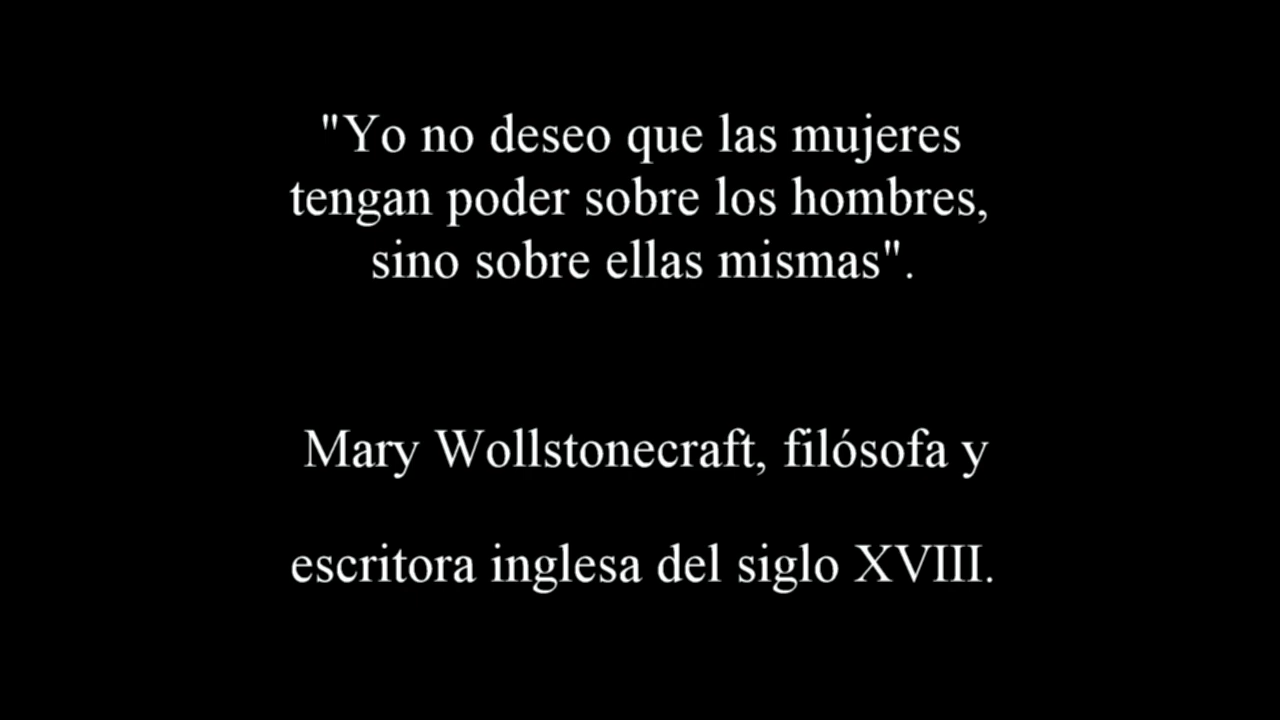 "Yo no deseo que las mujeres
tengan poder sobre los hombres,
sino sobre ellas mismas".
Mary Wollstonecraft, filósofa y
escritora inglesa del siglo XVIII.